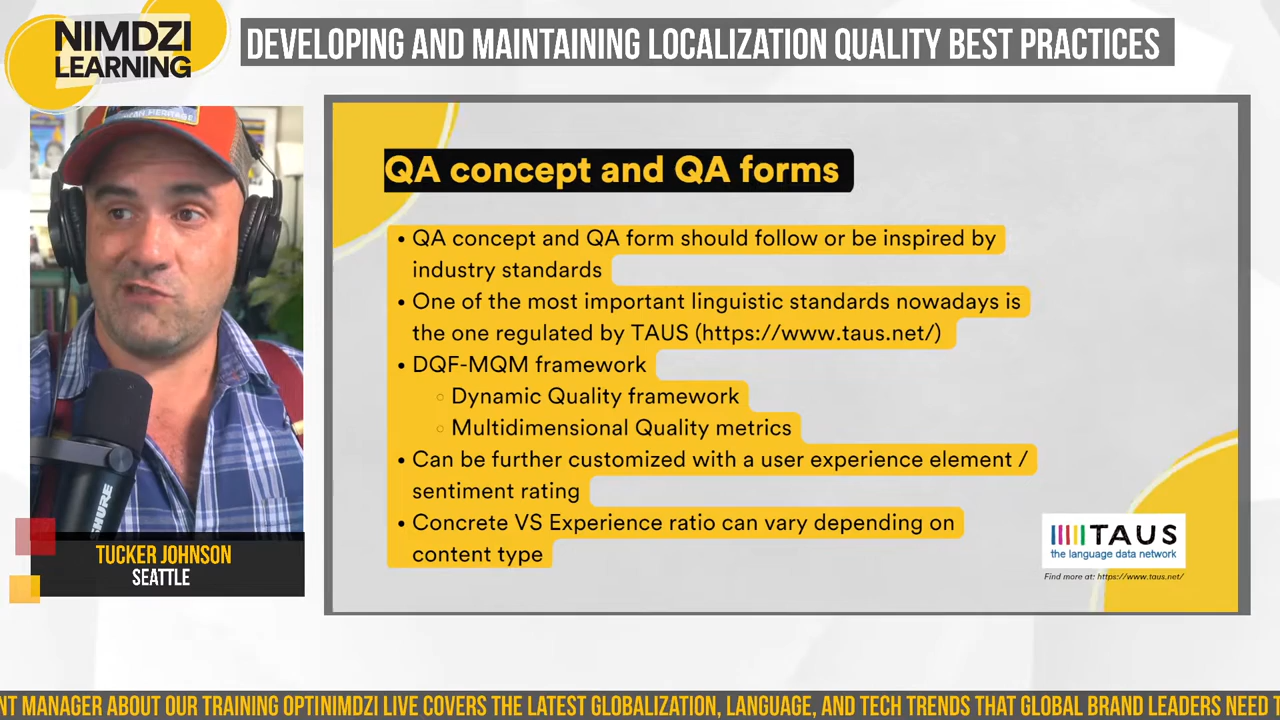 NIMDZI
LEARNING
DEVELOPING AND MAINTAINING LOCALIZATION QUALITY BEST PRACTICES
QA concept and QA forms
• QA concept and QA form should follow or be inspired by
industry standards
• One of the most important linguistic standards nowadays is
the one regulated by TAUS (https://www.taus.net/)
• DQF-MQM framework
○ Dynamic Quality framework
○ Multidimensional Quality metrics
• Can be further customized with a user experience element /
sentiment rating
• Concrete VS Experience ratio can vary depending on
content type
TAUS
the language data network
Find more at: https://www.taus.net/
SHURE
TUCKER JOHNSON
SEATTLE
NT MANAGER ABOUT OUR TRAINING OPTINIMDZI LIVE COVERS THE LATEST GLOBALIZATION, LANGUAGE, AND TECH TRENDS THAT GLOBAL BRAND LEADERS NEED T